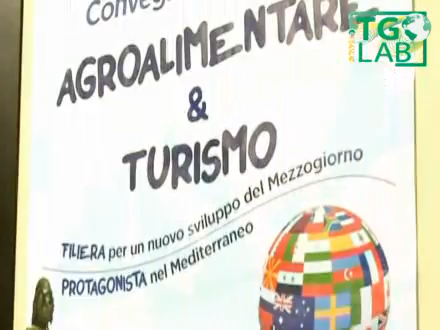 TG
LAB
AGROALIMENTARE
&
TURISMO
FILIERA per un nuovo sviluppo del Mezzogiorno
PROTAGONISTA nel Mediterraneo